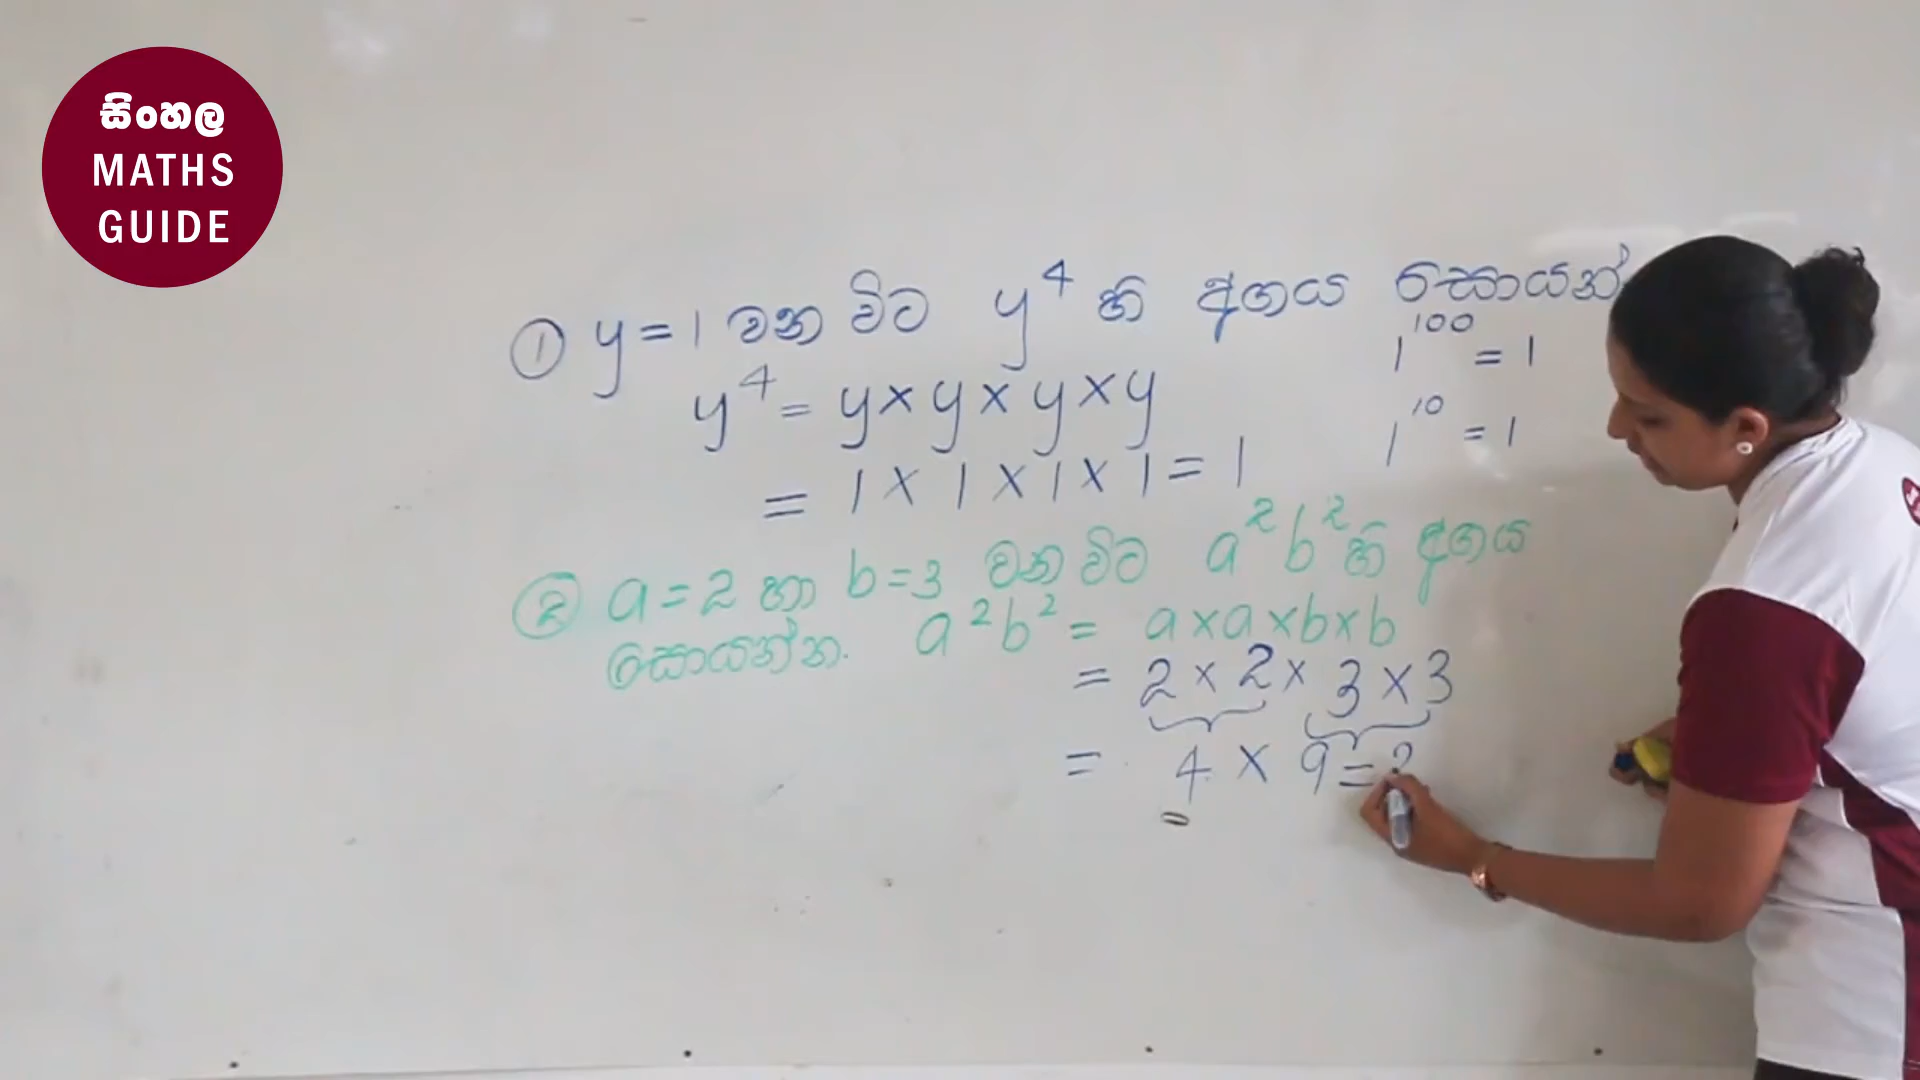 සිංහල
MATHS
GUIDE
① y = 1 වන විට y⁴ හි අගය සොයන්
1¹⁰⁰ = 1
y⁴ = y × y × y × y
1¹⁰ = 1
= 1 × 1 × 1 × 1 = 1
② a = 2 හා b = 3 වන විට a²b² හි අගය
සොයන්න. a²b² = a × a × b × b
= 2 × 2 × 3 × 3
= 4 × 9 = 3